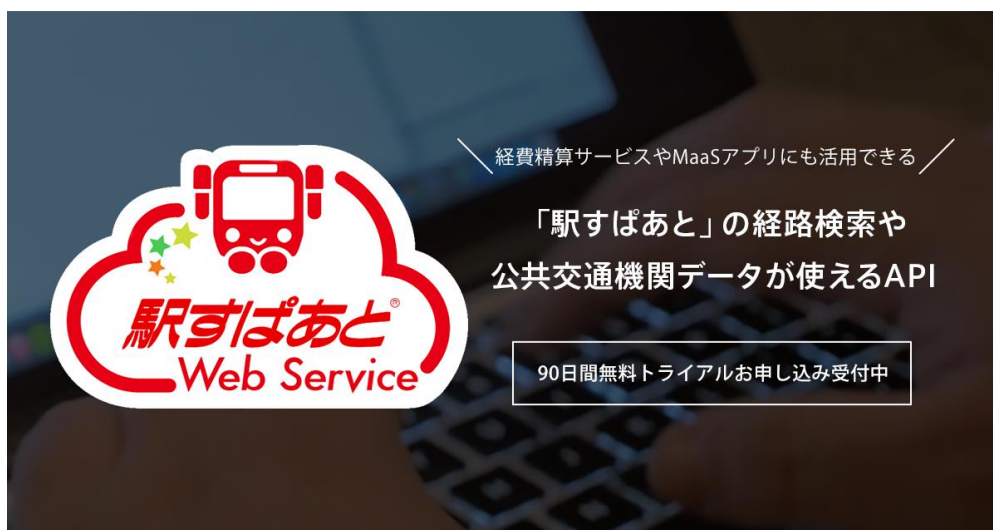 経費精算サービスやMaaSアプリにも活用できる
「駅すぱあと」の経路検索や
公共交通機関データが使えるAPI
90日間無料トライアルお申し込み受付中
駅すぱあと®
Web Service